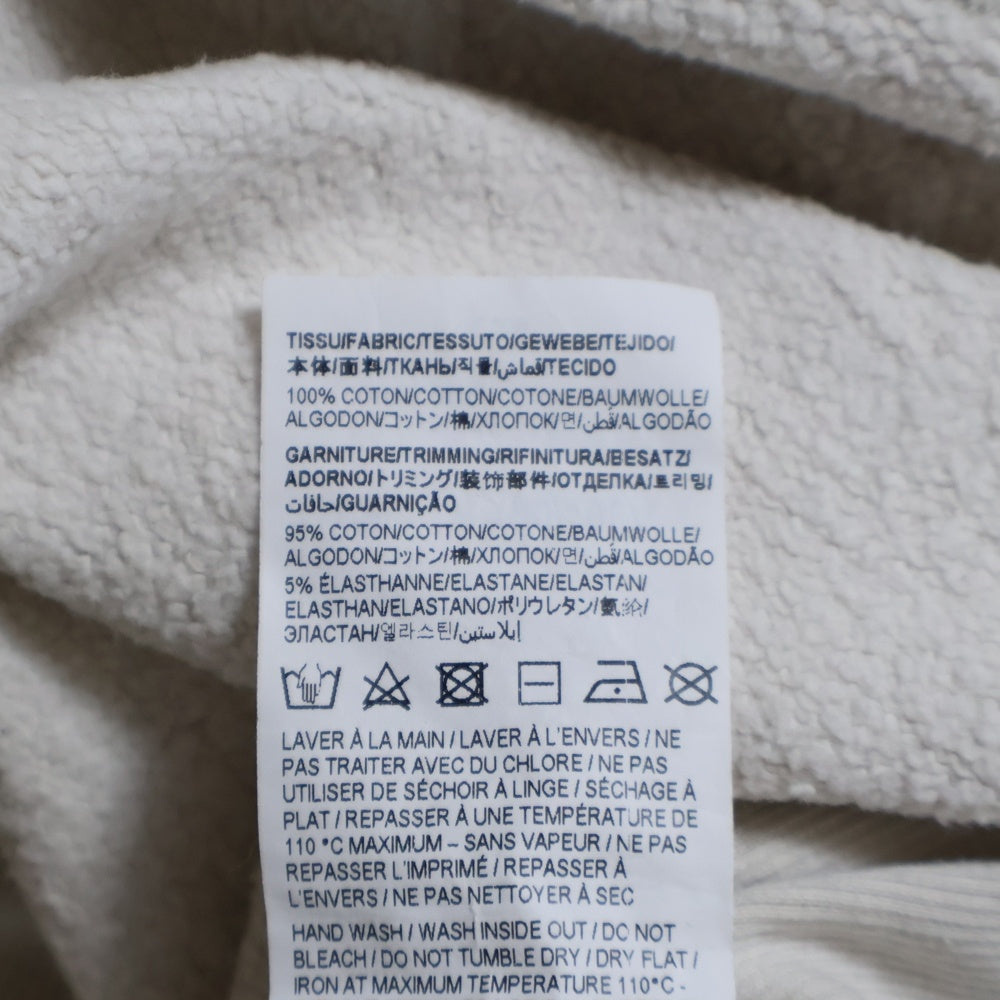 TISSU/FABRIC/TESSUTO/GEWEBE/TEJIDO/
本体/面料/ТКАНЬ/직물/قماش/TECIDO
100% COTON/COTTON/COTONE/BAUMWOLLE/
ALGODON/コットン/棉/ХЛОПОК/면/قطن/ALGODÃO
GARNITURE/TRIMMING/RIFINITURA/BESATZ/
ADORNO/トリミング/装饰部件/ОТДЕПКА/트리밍/
حافات/GUARNIÇÃO
95% COTON/COTTON/COTONE/BAUMWOLLE/
ALGODON/コットン/棉/ХЛОПОК/면/قطن/ALGODÃO
5% ÉLASTHANNE/ELASTANE/ELASTAN/
ELASTHAN/ELASTANO/ポリウレタン/氨纶/
ЭЛАСТАН/엘라스틴/إيلاستين
LAVER À LA MAIN / LAVER À L'ENVERS / NE
PAS TRAITER AVEC DU CHLORE / NE PAS
UTILISER DE SÉCHOIR À LINGE / SÉCHAGE À
PLAT / REPASSER À UNE TEMPÉRATURE DE
110 °C MAXIMUM – SANS VAPEUR / NE PAS
REPASSER L'IMPRIMÉ / REPASSER À
L'ENVERS / NE PAS NETTOYER À SEC
HAND WASH / WASH INSIDE OUT / DO NOT
BLEACH / DO NOT TUMBLE DRY / DRY FLAT /
IRON AT MAXIMUM TEMPERATURE 110°C -